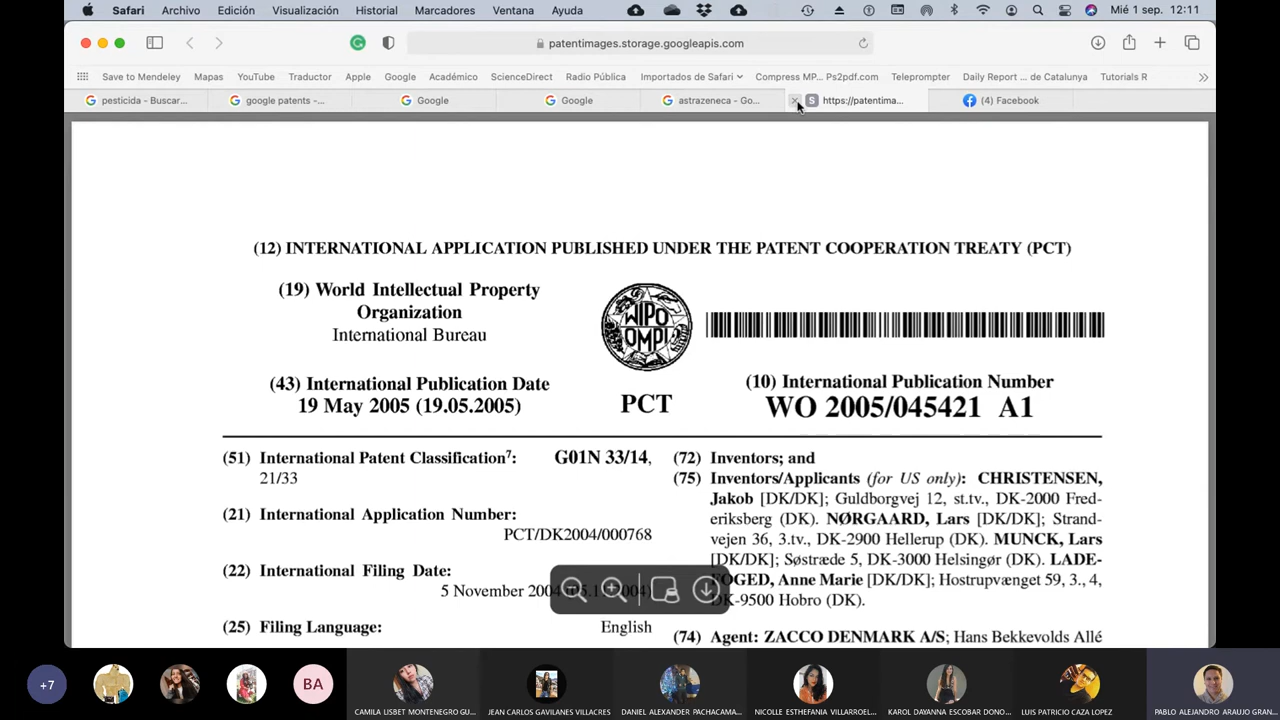 Safari Archivo Edición Visualización Historial Marcadores Ventana Ayuda Mié 1 sep. 12:11
patentimages.storage.googleapis.com
Save to Mendeley Mapas YouTube Traductor Apple Google Académico ScienceDirect Radio Pública Importados de Safari Compress MP... Ps2pdf.com Teleprompter Daily Report ... de Catalunya Tutorials R
pesticida - Buscar... google patents -... Google Google astrazeneca - Go... S https://patentima... (4) Facebook
(12) INTERNATIONAL APPLICATION PUBLISHED UNDER THE PATENT COOPERATION TREATY (PCT)
(19) World Intellectual Property
Organization
International Bureau
WIPO
OMPI
(43) International Publication Date
19 May 2005 (19.05.2005)
PCT
(10) International Publication Number
WO 2005/045421 A1
(51) International Patent Classification7: G01N 33/14,
21/33
(21) International Application Number:
PCT/DK2004/000768
(22) International Filing Date:
5 November 2004
(25) Filing Language: English
(72) Inventors; and
(75) Inventors/Applicants (for US only): CHRISTENSEN,
Jakob [DK/DK]; Guldborgvej 12, st.tv., DK-2000 Fred-
eriksberg (DK). NØRGAARD, Lars [DK/DK]; Strand-
vejen 36, 3.tv., DK-2900 Hellerup (DK). MUNCK, Lars
[DK/DK]; Søstræde 5, DK-3000 Helsingør (DK). LADE-
FOGED, Anne Marie [DK/DK]; Hostrupvænget 59, 3., 4,
DK-9500 Hobro (DK).
(74) Agent: ZACCO DENMARK A/S; Hans Bekkevolds Allé
+7
BA
CAMILA LISBET MONTENEGRO GU...
JEAN CARLOS GAVILANES VILLACRES
DANIEL ALEXANDER PACHACAMA...
NICOLLE ESTHEFANIA VILLARROEL...
KAROL DAYANNA ESCOBAR DONO...
LUIS PATRICIO CAZA LOPEZ
PABLO ALEJANDRO ARAUJO GRAN...